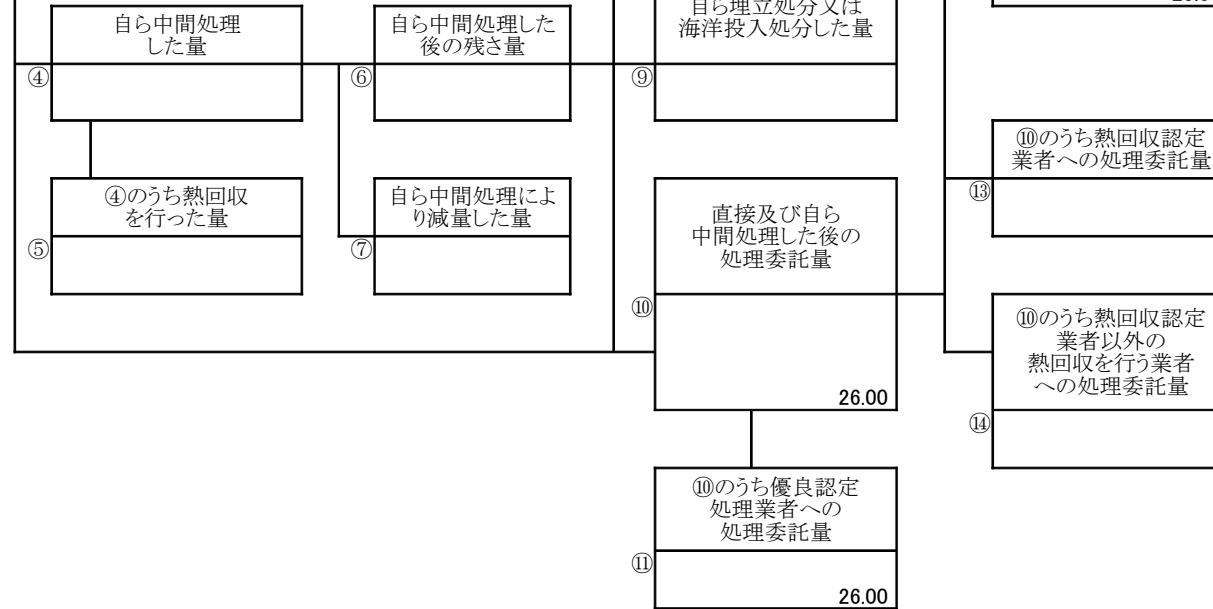 自ら中間処理
した量
④
⑤
④のうち熱回収
を行った量
自ら中間処理した
後の残さ量
⑥
自ら中間処理によ
り減量した量
⑦
自ら埋立処分又は
海洋投入処分した量
⑨
直接及び自ら
中間処理した後の
処理委託量
⑩
26.00
⑩のうち優良認定
処理業者への
処理委託量
⑪
26.00
⑩のうち熱回収認定
業者への処理委託量
⑬
⑩のうち熱回収認定
業者以外の
熱回収を行う業者
への処理委託量
⑭